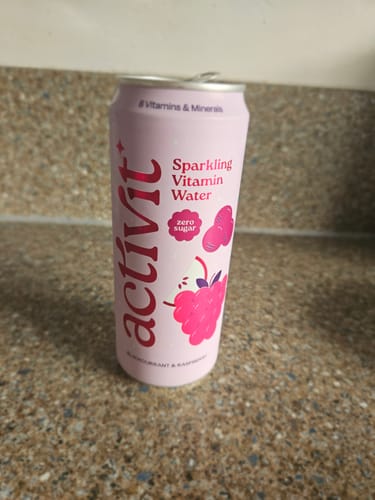 8 Vitamins & Minerals
activit
Sparkling
Vitamin
Water
zero
sugar
BLACKCURRANT & RASPBERRY